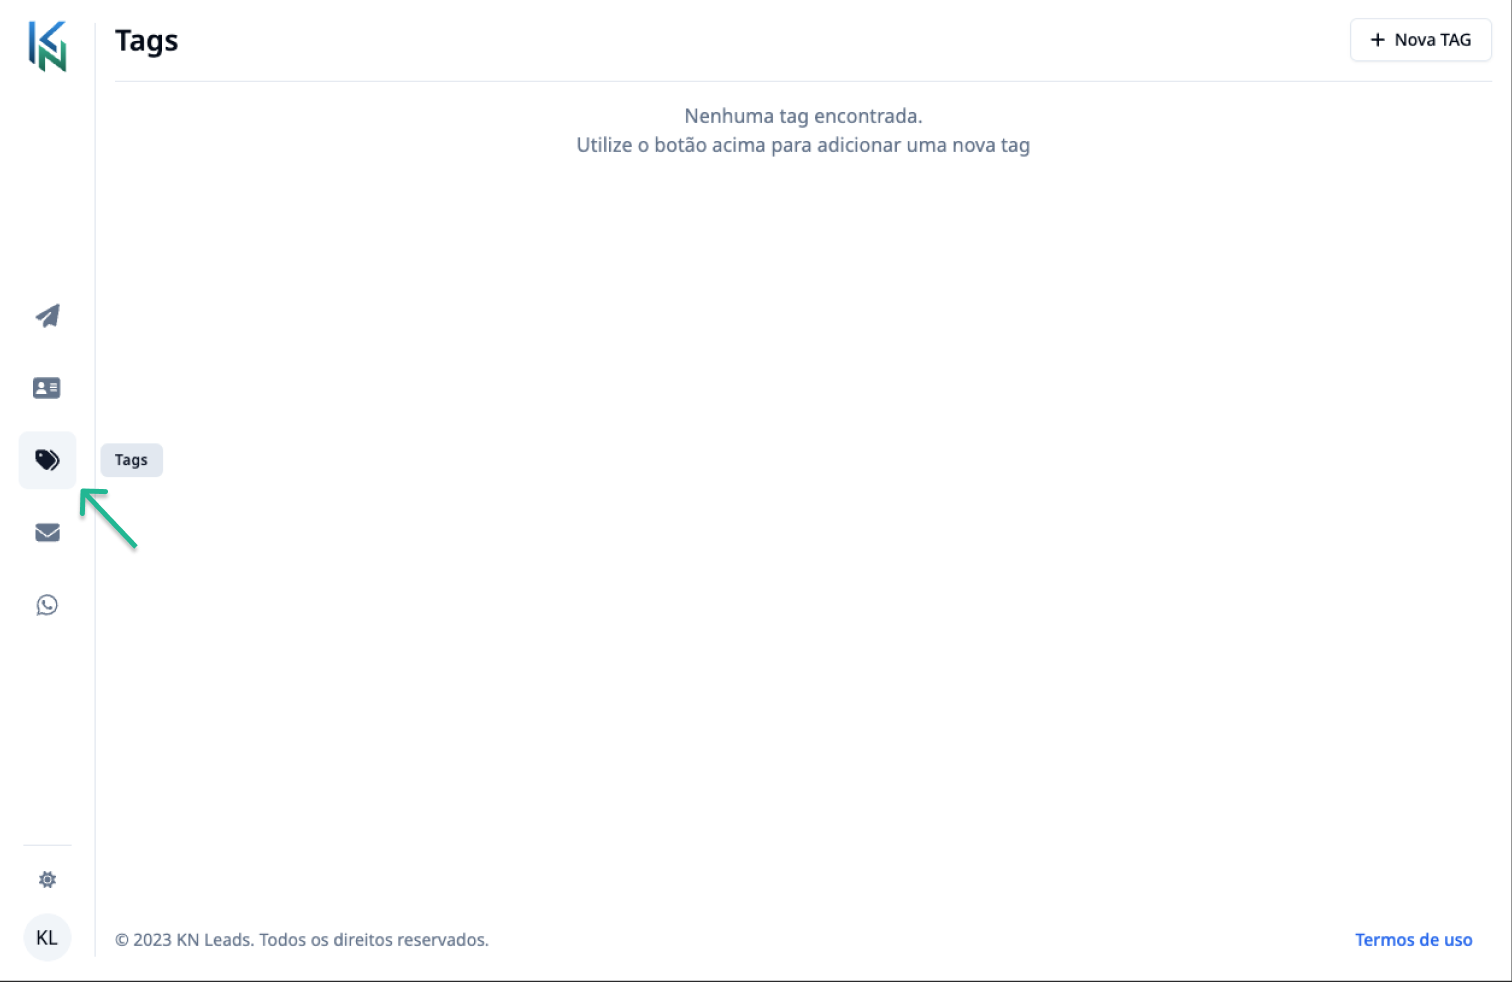 KN
Tags
+ Nova TAG
Nenhuma tag encontrada.
Utilize o botão acima para adicionar uma nova tag
Tags
KL
© 2023 KN Leads. Todos os direitos reservados.
Termos de uso